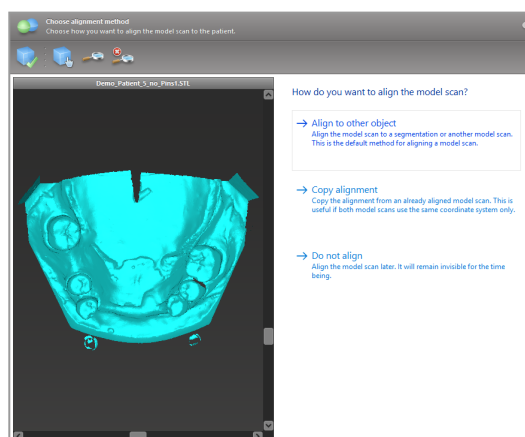 Choose alignment method
Choose how you want to align the model scan to the patient.
Demo_Patient_5_no_Pins1.STL
How do you want to align the model scan?
Align to other object
Align the model scan to a segmentation or another model scan.
This is the default method for aligning a model scan.
Copy alignment
Copy the alignment from an already aligned model scan. This is
useful if both model scans use the same coordinate system only.
Do not align
Align the model scan later. It will remain invisible for the time
being.